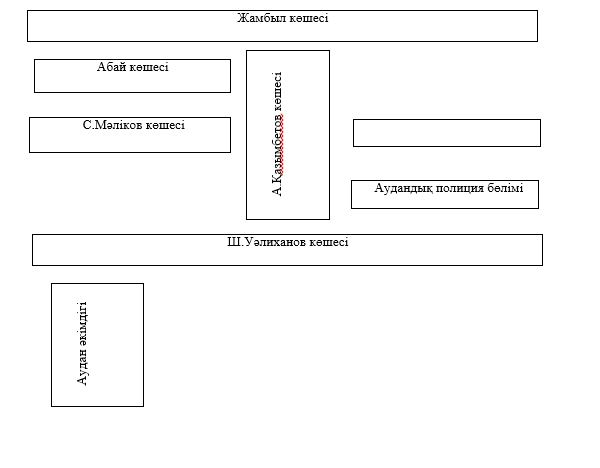 Жамбыл көшесі
Абай көшесі
С.Мәліков көшесі
А.Қазымбетов көшесі
Аудандық полиция бөлімі
Ш.Уәлиханов көшесі
Аудан әкімдігі